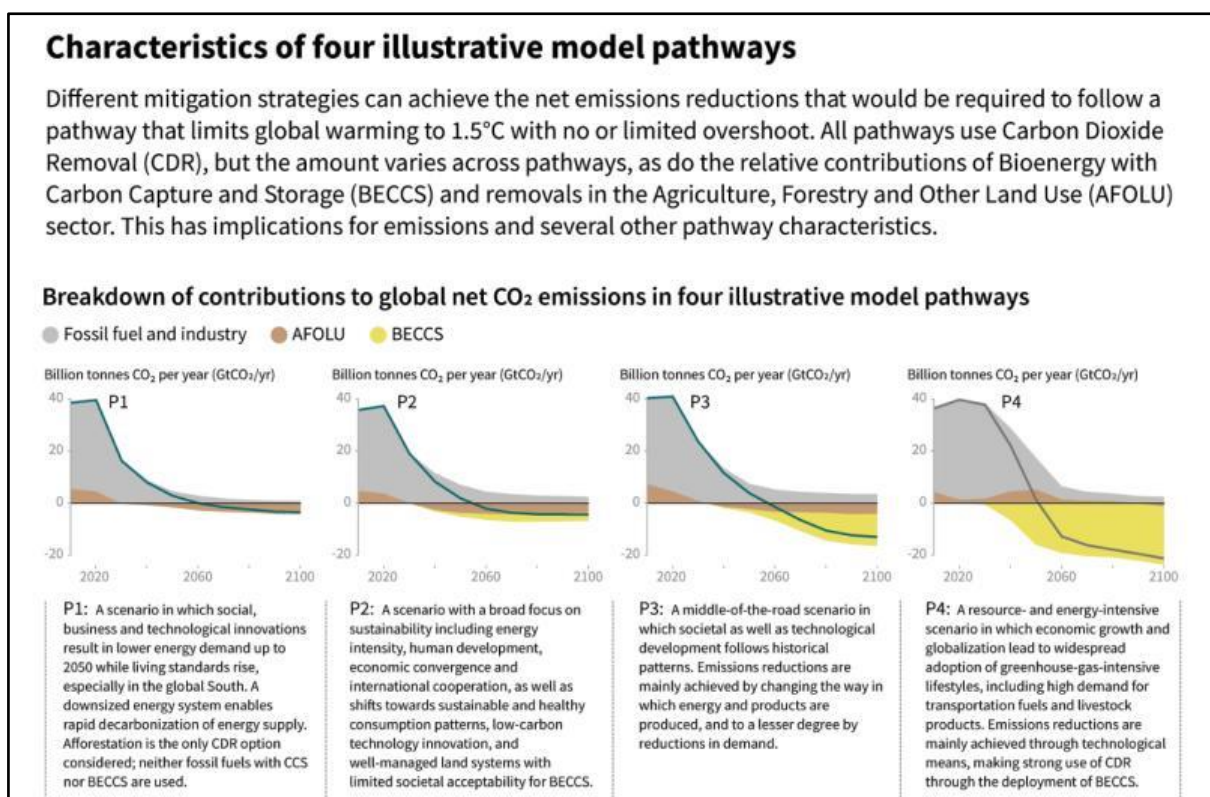 Characteristics of four illustrative model pathways
Different mitigation strategies can achieve the net emissions reductions that would be required to follow a
pathway that limits global warming to 1.5°C with no or limited overshoot. All pathways use Carbon Dioxide
Removal (CDR), but the amount varies across pathways, as do the relative contributions of Bioenergy with
Carbon Capture and Storage (BECCS) and removals in the Agriculture, Forestry and Other Land Use (AFOLU)
sector. This has implications for emissions and several other pathway characteristics.
Breakdown of contributions to global net CO₂ emissions in four illustrative model pathways
Fossil fuel and industry AFOLU BECCS
Billion tonnes CO₂ per year (GtCO₂/yr)
40
P1
20
0
-20
2020 2060 2100
P1: A scenario in which social,
business and technological innovations
result in lower energy demand up to
2050 while living standards rise,
especially in the global South. A
downsized energy system enables
rapid decarbonization of energy supply.
Afforestation is the only CDR option
considered; neither fossil fuels with CCS
nor BECCS are used.
Billion tonnes CO₂ per year (GtCO₂/yr)
40
P2
20
0
-20
2020 2060 2100
P2: A scenario with a broad focus on
sustainability including energy
intensity, human development,
economic convergence and
international cooperation, as well as
shifts towards sustainable and healthy
consumption patterns, low-carbon
technology innovation, and
well-managed land systems with
limited societal acceptability for BECCS.
Billion tonnes CO₂ per year (GtCO₂/yr)
40
P3
20
0
-20
2020 2060 2100
P3: A middle-of-the-road scenario in
which societal as well as technological
development follows historical
patterns. Emissions reductions are
mainly achieved by changing the way in
which energy and products are
produced, and to a lesser degree by
reductions in demand.
Billion tonnes CO₂ per year (GtCO₂/yr)
40
P4
20
0
-20
2020 2060 2100
P4: A resource- and energy-intensive
scenario in which economic growth and
globalization lead to widespread
adoption of greenhouse-gas-intensive
lifestyles, including high demand for
transportation fuels and livestock
products. Emissions reductions are
mainly achieved through technological
means, making strong use of CDR
through the deployment of BECCS.